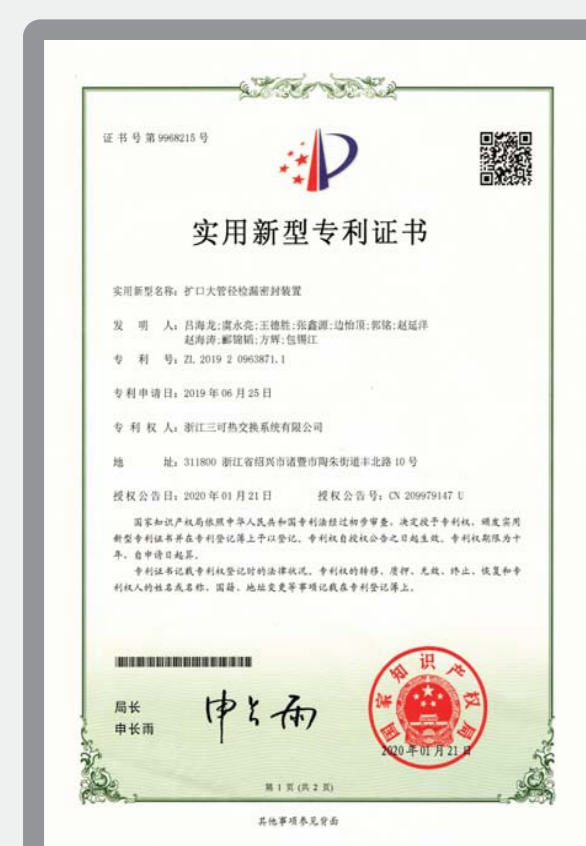 证书号第9968215号
实用新型专利证书
实用新型名称：扩口大管径检漏密封装置
发明人：吕海龙;虞永亮;王德胜;张鑫源;边怡顶;郭铭;赵延洋
赵海涛;郦锦韬;方辉;包锡江
专利号：ZL 2019 2 0963871.1
专利申请日：2019年06月25日
专利权人：浙江三可热交换系统有限公司
地址：311800 浙江省绍兴市诸暨市陶朱街道丰北路10号
授权公告日：2020年01月21日 授权公告号：CN 209979147 U
国家知识产权局依照中华人民共和国专利法经过初步审查，决定授予专利权，颁发实用
新型专利证书并在专利登记簿上予以登记。专利权自授权公告之日起生效。专利权期限为十
年，自申请日起算。
专利证书记载专利权登记时的法律状况。专利权的转移、质押、无效、终止、恢复和专
利权人的姓名或名称、国籍、地址变更等事项记载在专利登记簿上。
局长
申长雨
申长雨
国家知识产权局
2020年01月21日
第1页(共2页)
其他事项参见背面